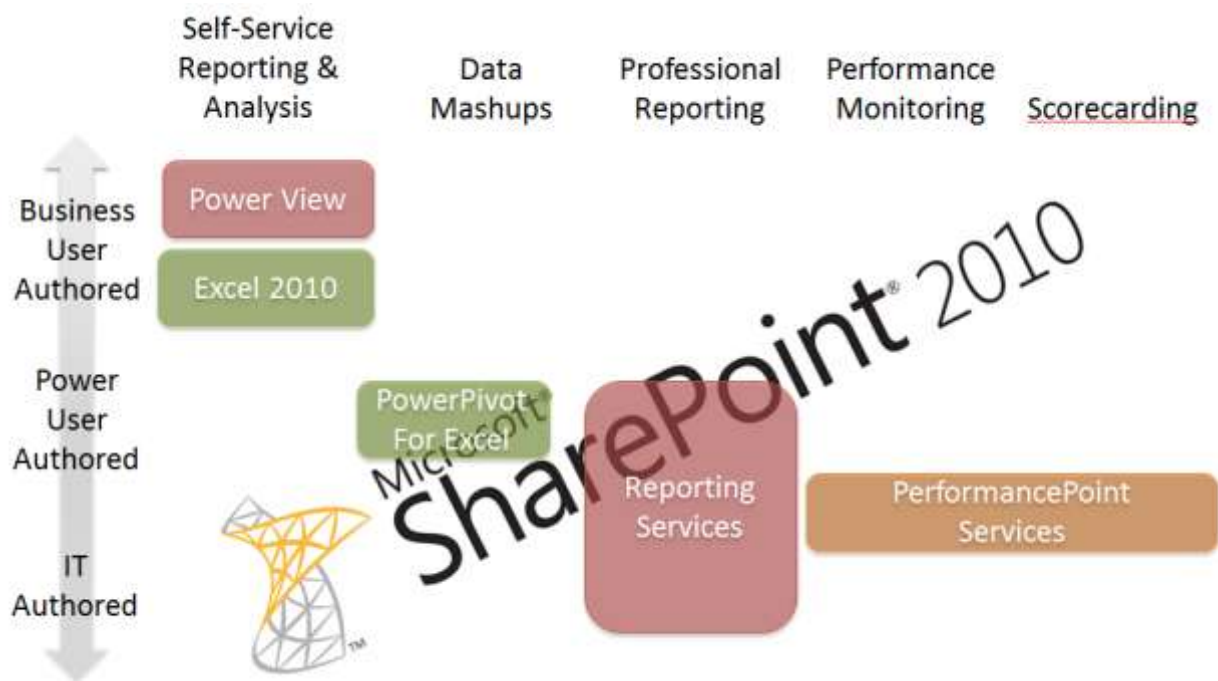 Self-Service
Reporting &
Analysis
Data
Mashups
Professional
Reporting
Performance
Monitoring
Scorecarding
Business
User
Authored
Power View
Excel 2010
Power
User
Authored
PowerPivot
For Excel
Microsoft®
SharePoint® 2010
Reporting
Services
PerformancePoint
Services
IT
Authored
TM